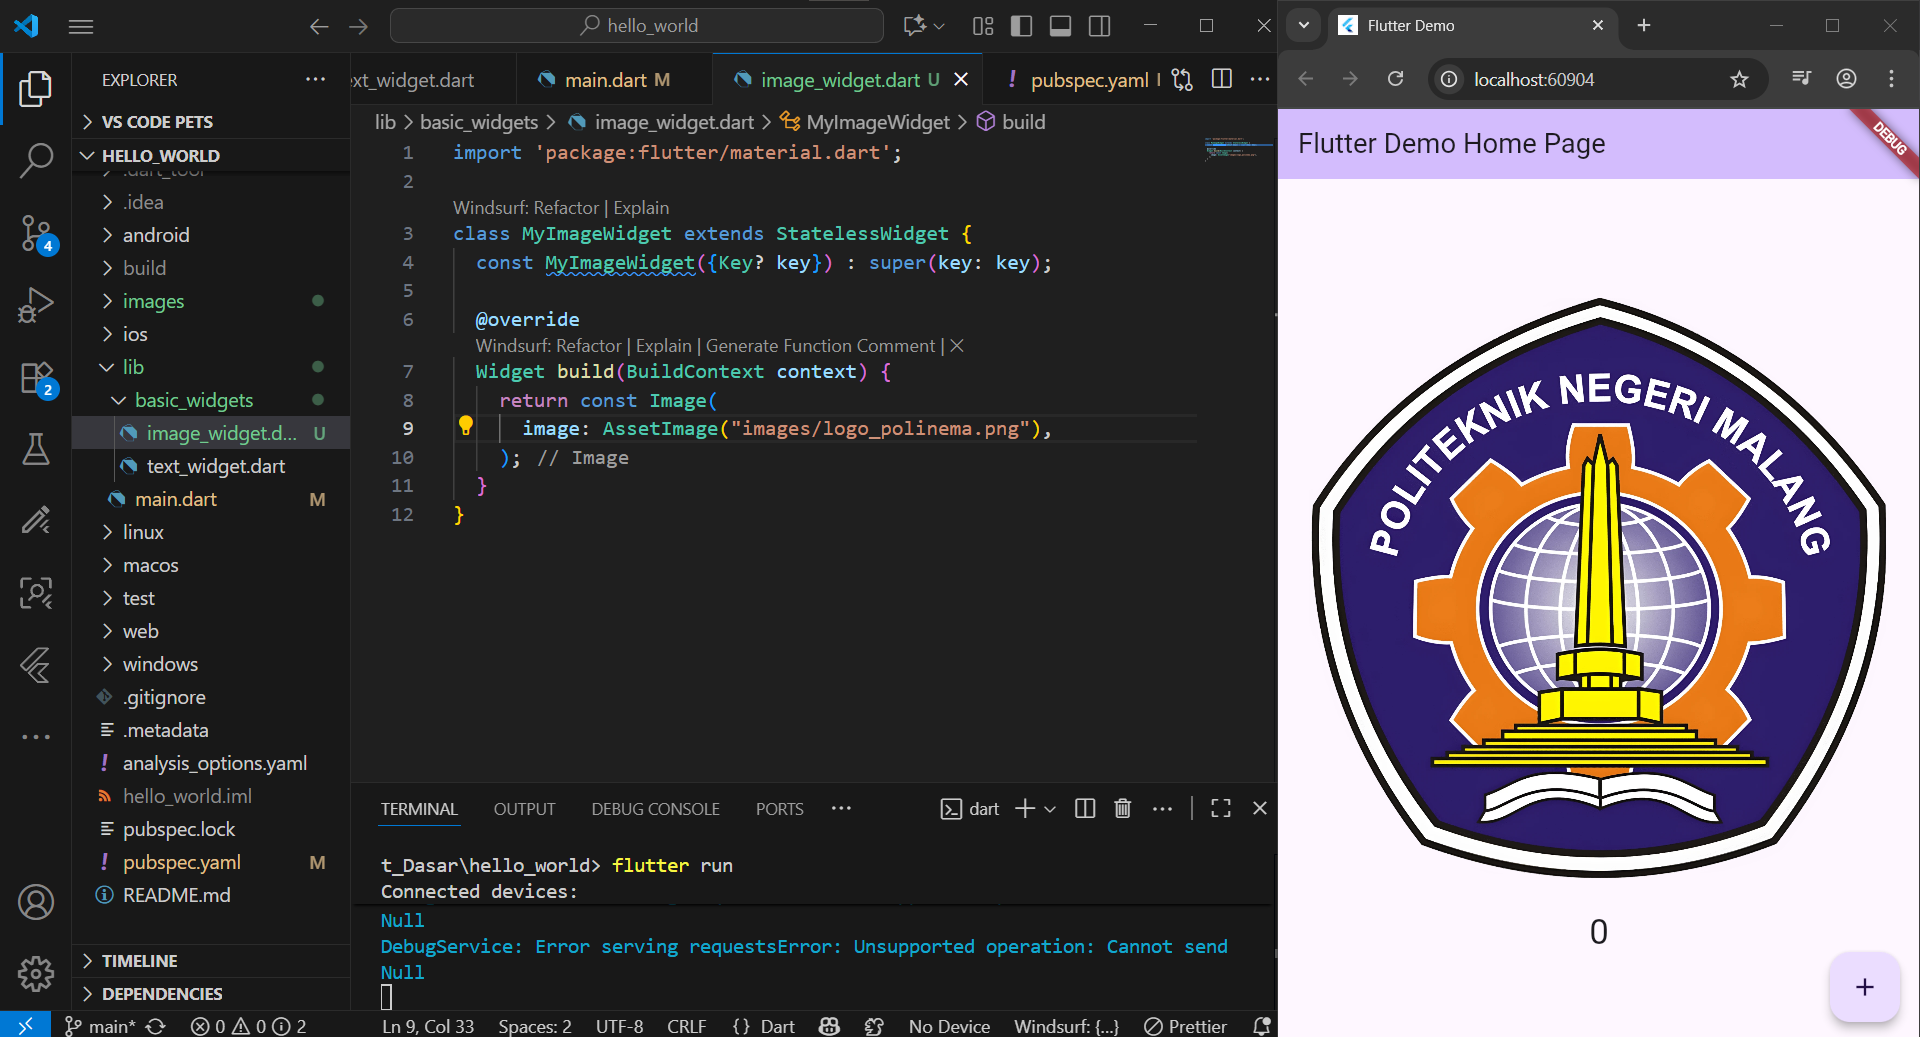 hello_world
EXPLORER
VS CODE PETS
HELLO_WORLD
.dart_tool
.idea
android
build
images
ios
lib
basic_widgets
image_widget.d... U
text_widget.dart
main.dart M
linux
macos
test
web
windows
.gitignore
.metadata
analysis_options.yaml
hello_world.iml
pubspec.lock
pubspec.yaml M
README.md
TIMELINE
DEPENDENCIES
4
2
ext_widget.dart
main.dart M
image_widget.dart U
pubspec.yaml
lib > basic_widgets > image_widget.dart > MyImageWidget > build
1 import 'package:flutter/material.dart';
2
Windsurf: Refactor | Explain
3 class MyImageWidget extends StatelessWidget {
4 const MyImageWidget({Key? key}) : super(key: key);
5
6 @override
Windsurf: Refactor | Explain | Generate Function Comment | ×
7 Widget build(BuildContext context) {
8 return const Image(
9 image: AssetImage("images/logo_polinema.png"),
10 ); // Image
11 }
12 }
TERMINAL OUTPUT DEBUG CONSOLE PORTS
dart
t_Dasar\hello_world> flutter run
Connected devices:
Null
DebugService: Error serving requestsError: Unsupported operation: Cannot send
Null
main* 0 0 2 Ln 9, Col 33 Spaces: 2 UTF-8 CRLF {} Dart No Device Windsurf: {...} Prettier
Flutter Demo
localhost:60904
Flutter Demo Home Page
DEBUG
POLITEKNIK NEGERI MALANG
0
+